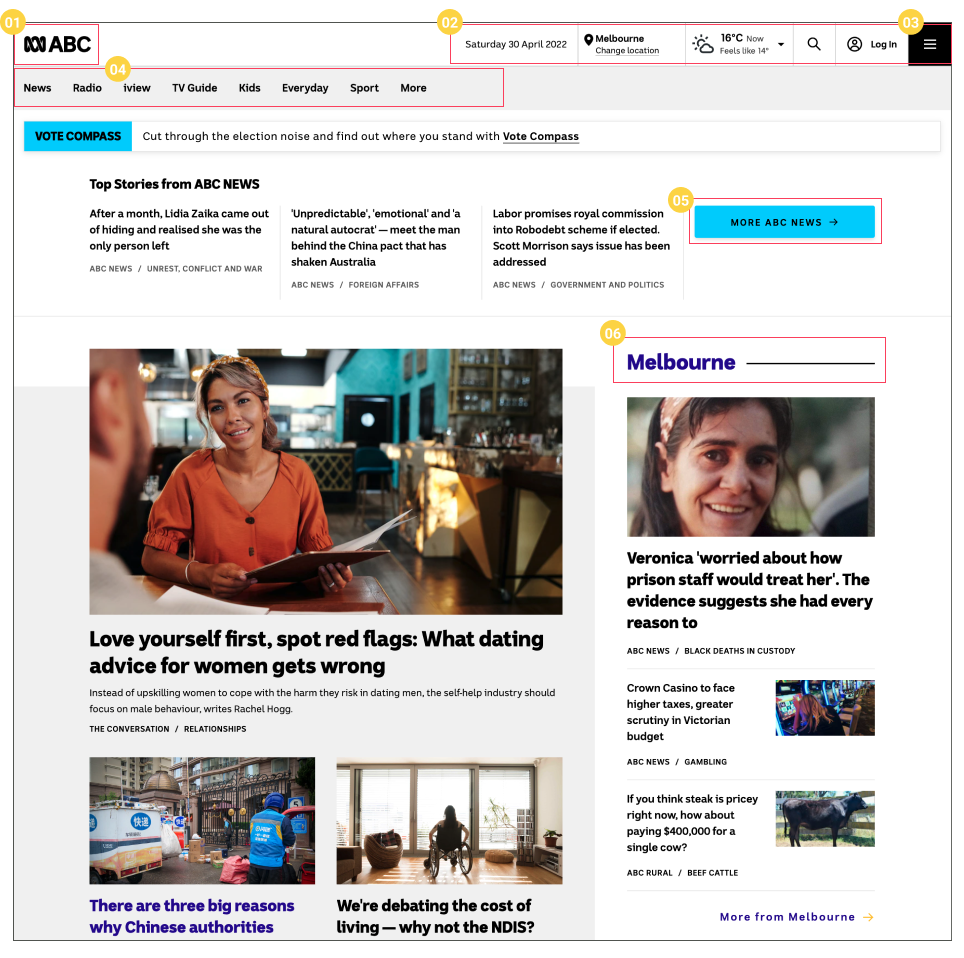 01
02
03
ABC
Saturday 30 April 2022
Melbourne
Change location
16°C Now
Feels like 14°
Log In
04
News Radio iview TV Guide Kids Everyday Sport More
VOTE COMPASS
Cut through the election noise and find out where you stand with Vote Compass
Top Stories from ABC NEWS
After a month, Lidia Zaika came out
of hiding and realised she was the
only person left
ABC NEWS / UNREST, CONFLICT AND WAR
'Unpredictable', 'emotional' and 'a
natural autocrat' — meet the man
behind the China pact that has
shaken Australia
ABC NEWS / FOREIGN AFFAIRS
Labor promises royal commission
into Robodebt scheme if elected.
Scott Morrison says issue has been
addressed
ABC NEWS / GOVERNMENT AND POLITICS
05
MORE ABC NEWS →
Love yourself first, spot red flags: What dating
advice for women gets wrong
Instead of upskilling women to cope with the harm they risk in dating men, the self-help industry should
focus on male behaviour, writes Rachel Hogg.
THE CONVERSATION / RELATIONSHIPS
快递
There are three big reasons
why Chinese authorities
We're debating the cost of
living — why not the NDIS?
06
Melbourne
Veronica 'worried about how
prison staff would treat her'. The
evidence suggests she had every
reason to
ABC NEWS / BLACK DEATHS IN CUSTODY
Crown Casino to face
higher taxes, greater
scrutiny in Victorian
budget
ABC NEWS / GAMBLING
If you think steak is pricey
right now, how about
paying $400,000 for a
single cow?
ABC RURAL / BEEF CATTLE
More from Melbourne →